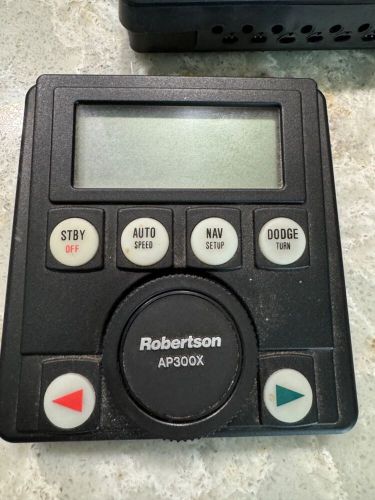 STBY
OFF
AUTO
SPEED
NAV
SETUP
DODGE
TURN
Robertson
AP300X